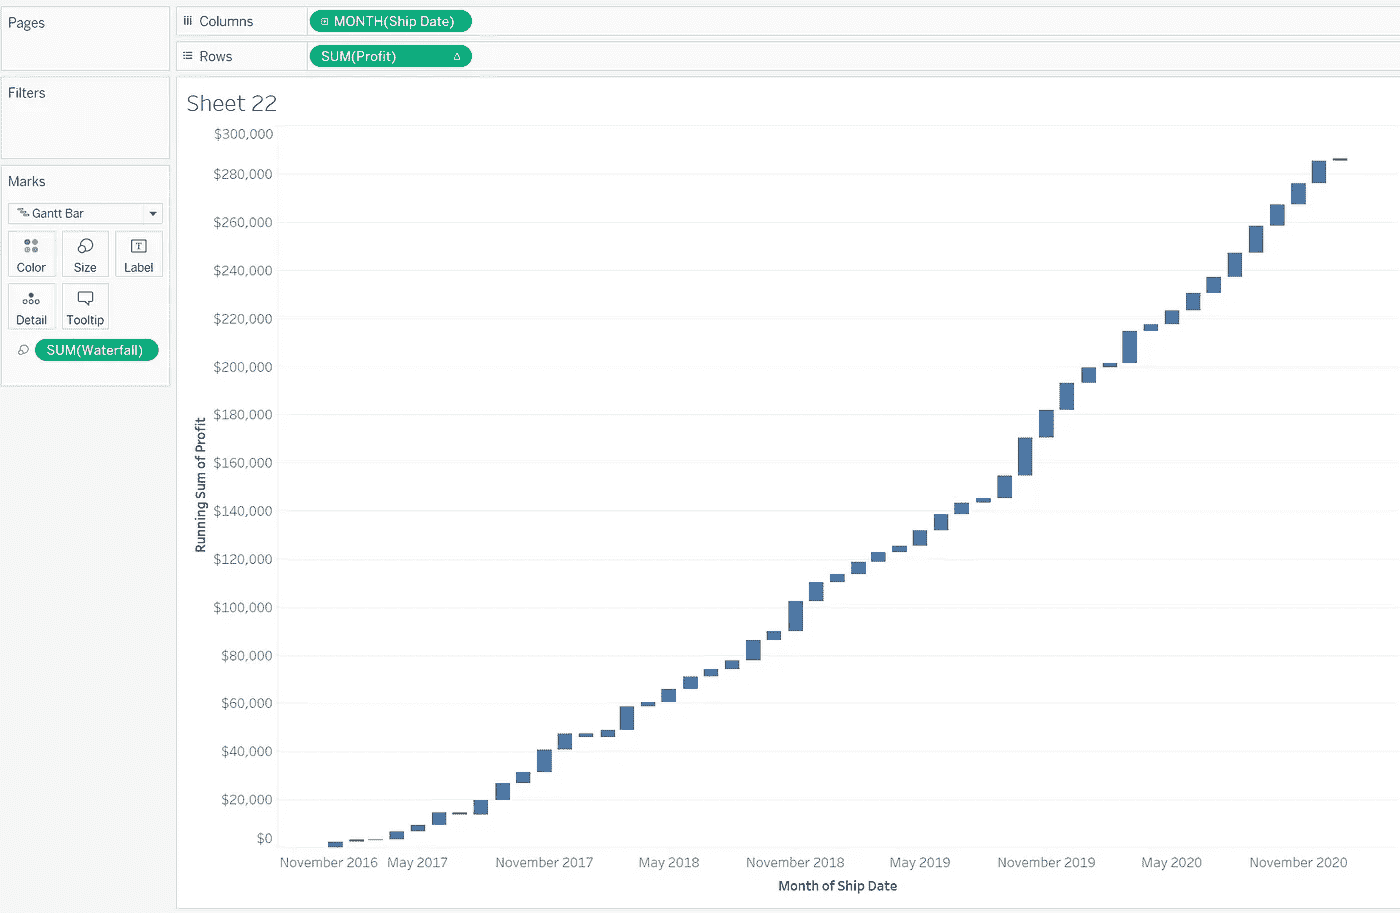 Pages
Columns
MONTH(Ship Date)
Rows
SUM(Profit)
Filters
Marks
Gantt Bar
Color
Size
Label
Detail
Tooltip
SUM(Waterfall)
Sheet 22
$300,000
$280,000
$260,000
$240,000
$220,000
$200,000
$180,000
$160,000
$140,000
$120,000
$100,000
$80,000
$60,000
$40,000
$20,000
$0
Running Sum of Profit
November 2016 May 2017 November 2017 May 2018 November 2018 May 2019 November 2019 May 2020 November 2020
Month of Ship Date